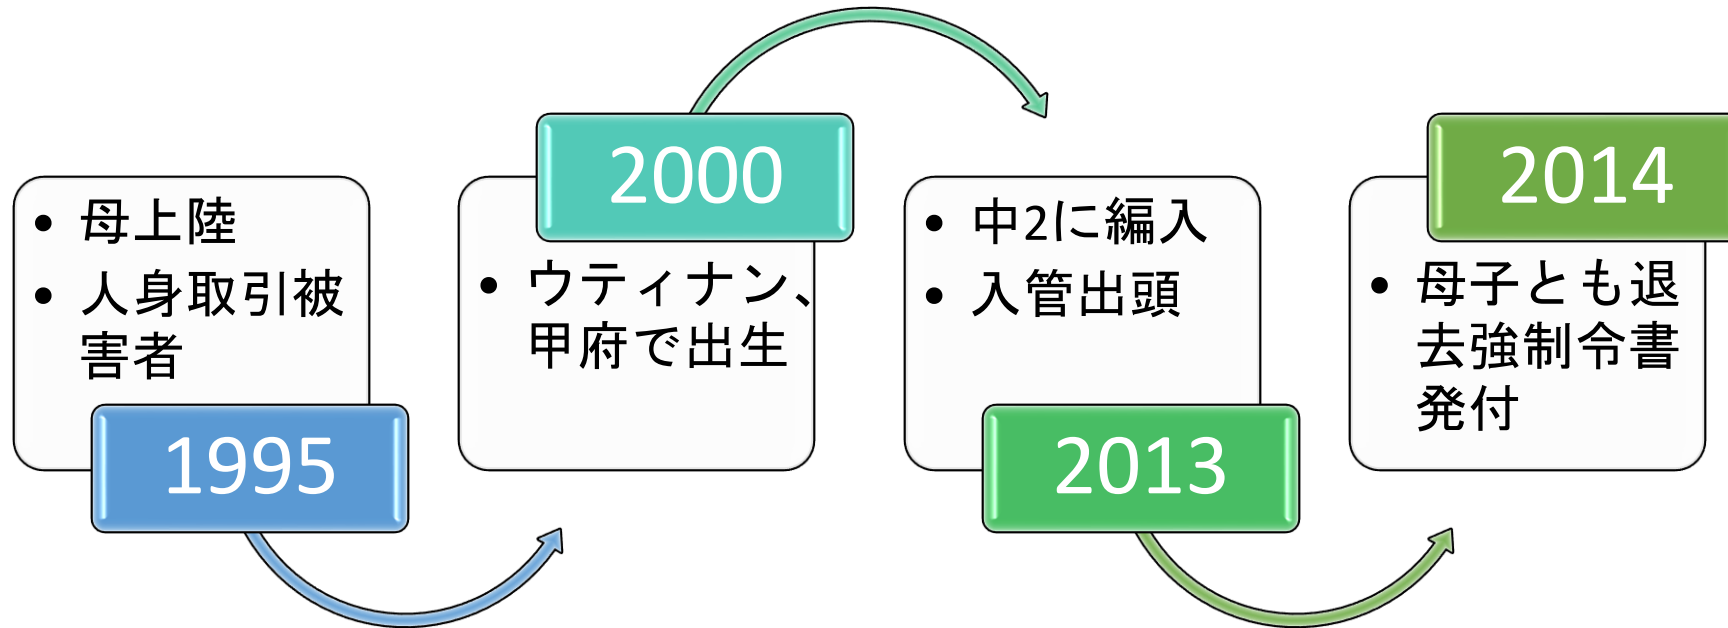 • 母上陸
• 人身取引被
害者
1995
2000
• ウティナン、
甲府で出生
• 中2に編入
• 入管出頭
2013
2014
• 母子とも退
去強制令書
発付